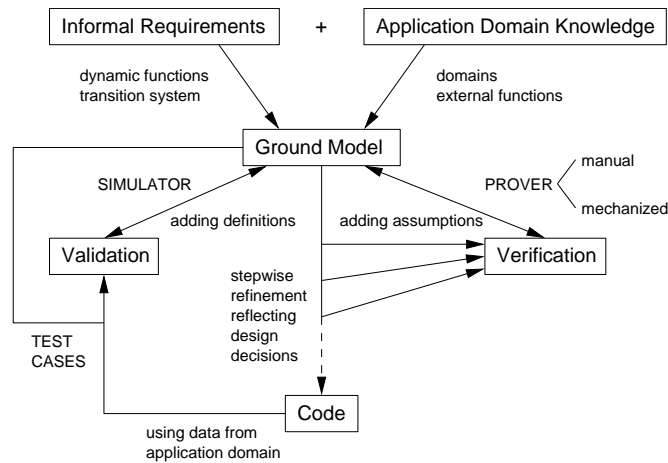 Informal Requirements + Application Domain Knowledge
dynamic functions
transition system
domains
external functions
Ground Model
manual
SIMULATOR
PROVER
mechanized
adding definitions
adding assumptions
Validation
Verification
stepwise
refinement
reflecting
design
decisions
TEST
CASES
Code
using data from
application domain